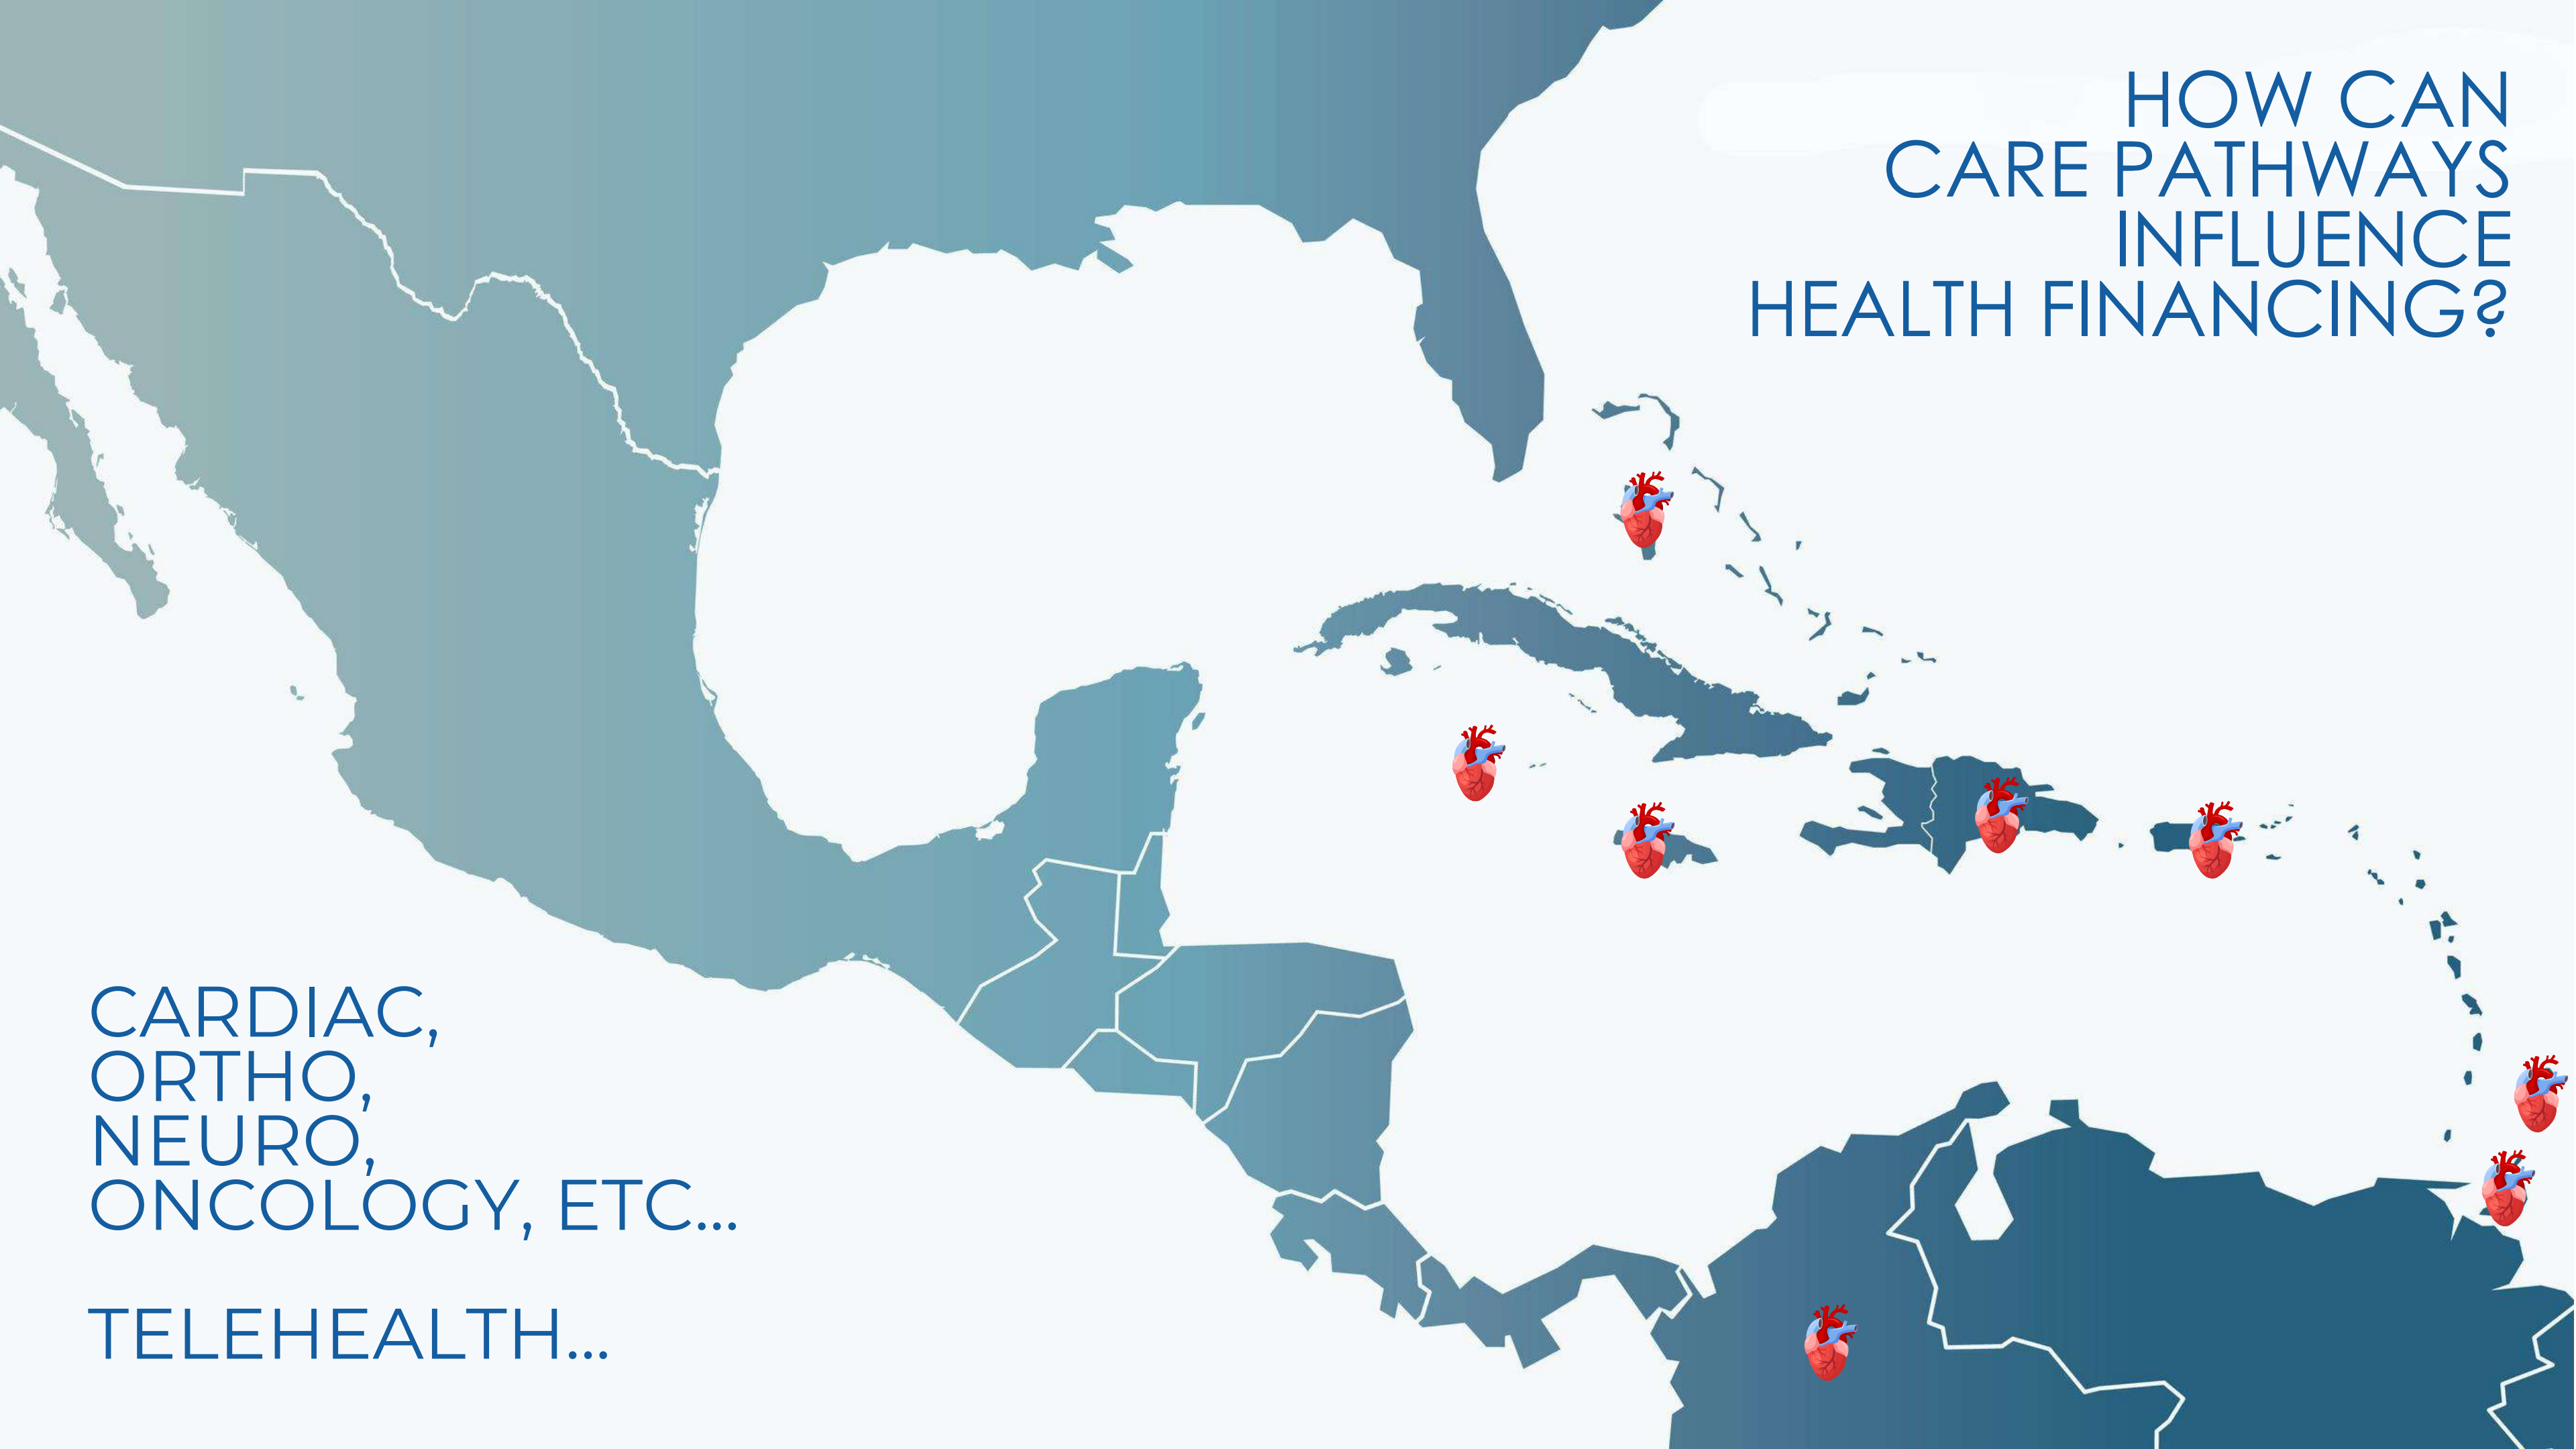 HOW CAN
CARE PATHWAYS
INFLUENCE
HEALTH FINANCING?
CARDIAC,
ORTHO,
NEURO,
ONCOLOGY, ETC...
TELEHEALTH...